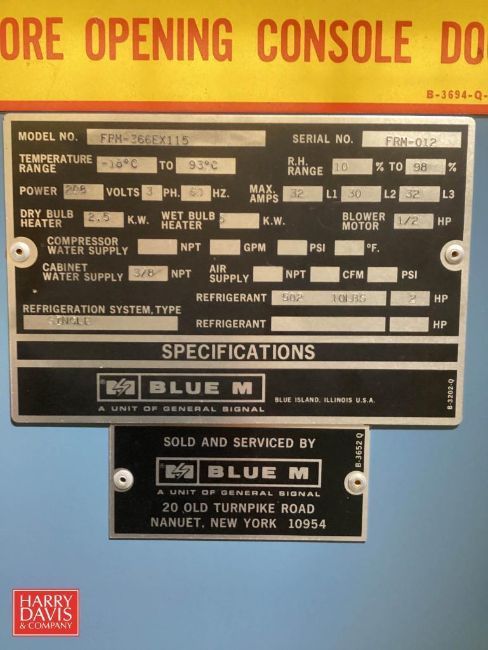 ORE OPENING CONSOLE DO
B-3694-Q-
MODEL NO. FPM-366EX115 SERIAL NO. FRM-012
TEMPERATURE RANGE -18°C TO 93°C R.H. RANGE 10 % TO 98 %
POWER 208 VOLTS 3 PH. 60 HZ. MAX. AMPS 32 L1 30 L2 32 L3
DRY BULB HEATER 2.5 K.W. WET BULB HEATER K.W. BLOWER MOTOR 1/2 HP
COMPRESSOR WATER SUPPLY NPT GPM PSI °F.
CABINET WATER SUPPLY 3/8 NPT AIR SUPPLY NPT CFM PSI
REFRIGERANT 502 10LBS 2 HP
REFRIGERATION SYSTEM, TYPE
SINGLE REFRIGERANT HP
SPECIFICATIONS
BLUE M
BLUE ISLAND, ILLINOIS U.S.A.
A UNIT OF GENERAL SIGNAL
B-3202-Q
SOLD AND SERVICED BY
B-3652 Q
BLUE M
A UNIT OF GENERAL SIGNAL
20 OLD TURNPIKE ROAD
NANUET, NEW YORK 10954
HARRY
DAVIS
& COMPANY